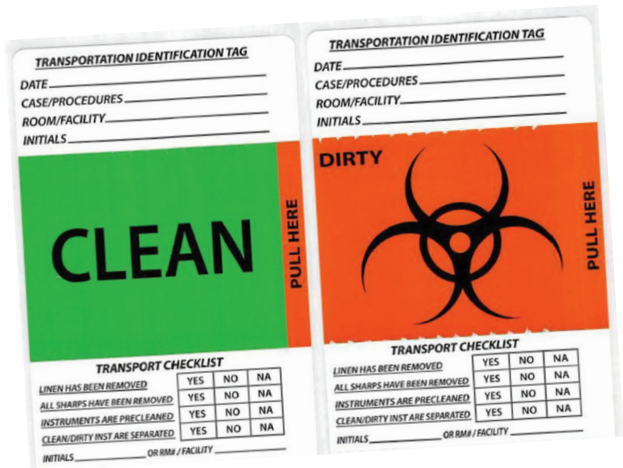 TRANSPORTATION IDENTIFICATION TAG
DATE
CASE/PROCEDURES
ROOM/FACILITY
INITIALS
CLEAN
PULL HERE
TRANSPORT CHECKLIST
LINEN HAS BEEN REMOVED YES NO NA
ALL SHARPS HAVE BEEN REMOVED YES NO NA
INSTRUMENTS ARE PRECLEANED YES NO NA
CLEAN/DIRTY INST ARE SEPARATED YES NO NA
INITIALS OR RM# / FACILITY
TRANSPORTATION IDENTIFICATION TAG
DATE
CASE/PROCEDURES
ROOM/FACILITY
INITIALS
DIRTY
PULL HERE
TRANSPORT CHECKLIST
LINEN HAS BEEN REMOVED YES NO NA
ALL SHARPS HAVE BEEN REMOVED YES NO NA
INSTRUMENTS ARE PRECLEANED YES NO NA
CLEAN/DIRTY INST ARE SEPARATED YES NO NA
INITIALS OR RM# / FACILITY